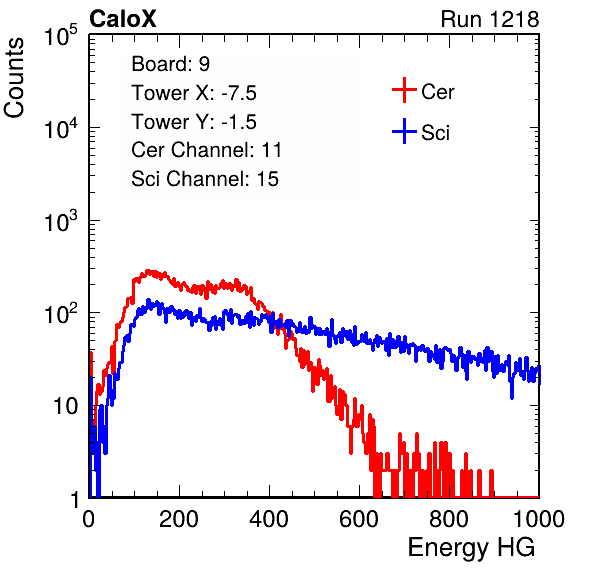 CaloX Run 1218
Counts
Board: 9
Tower X: -7.5
Tower Y: -1.5
Cer Channel: 11
Sci Channel: 15
Cer
Sci
10^5
10^4
10^3
10^2
10
1
0 200 400 600 800 1000
Energy HG